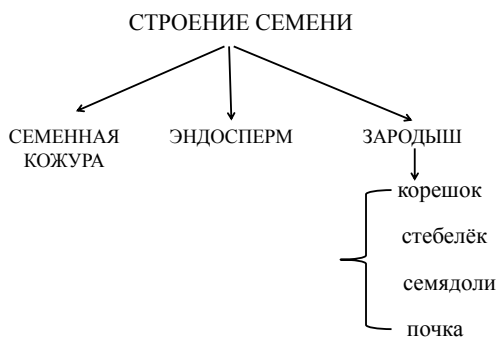 СТРОЕНИЕ СЕМЕНИ
СЕМЕННАЯ КОЖУРА
ЭНДОСПЕРМ
ЗАРОДЫШ
корешок
стебелёк
семядоли
почка